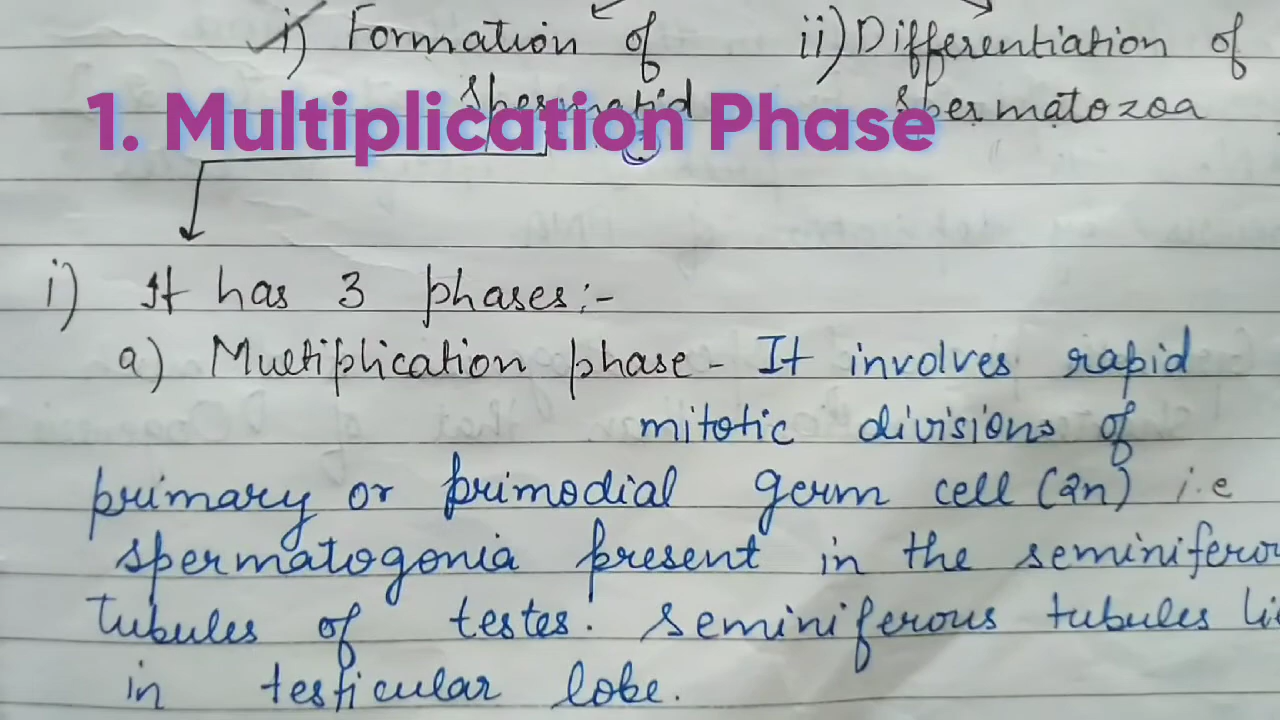 i) Formation of ii) Differentiation of
spermatid spermatozoa
1. Multiplication Phase
i) It has 3 phases:-
a) Multiplication phase - It involves rapid
mitotic divisions of
primary or primodial germ cell (2n) i.e
spermatogonia present in the seminiferou
tubules of testes. Seminiferous tubules li
in testicular lobe.